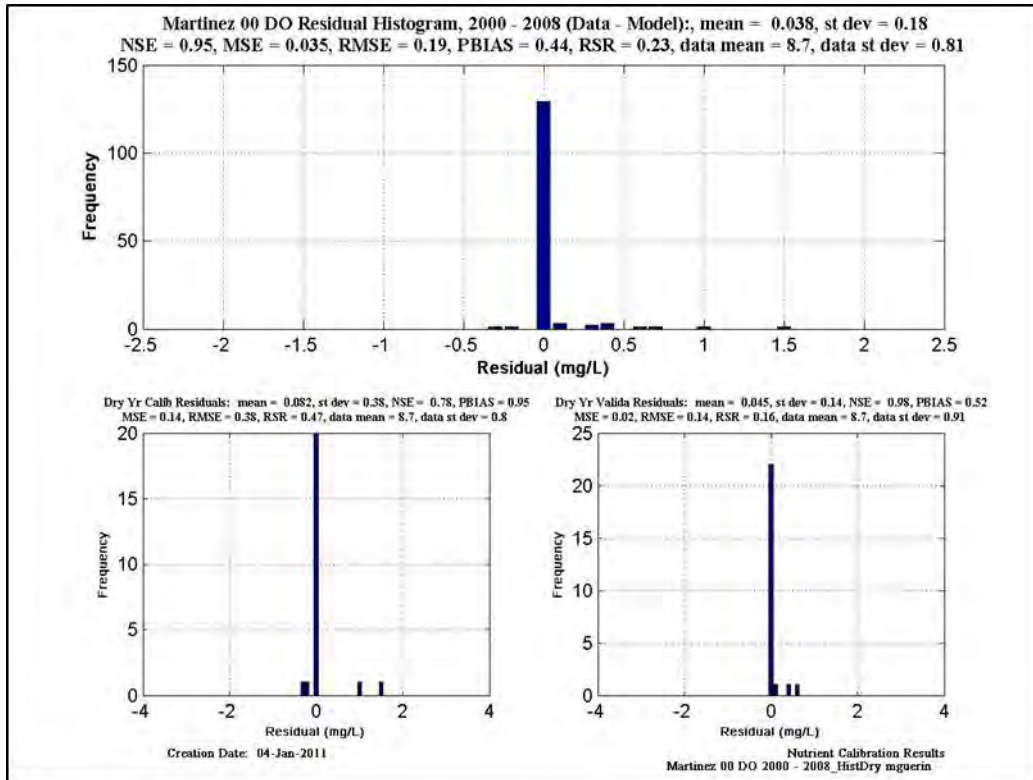 Martinez 00 DO Residual Histogram, 2000 - 2008 (Data - Model):, mean = 0.038, st dev = 0.18
NSE = 0.95, MSE = 0.035, RMSE = 0.19, PBIAS = 0.44, RSR = 0.23, data mean = 8.7, data st dev = 0.81
150
100
50
0
Frequency
-2.5 -2 -1.5 -1 -0.5 0 0.5 1 1.5 2 2.5
Residual (mg/L)
Dry Yr Calib Residuals: mean = 0.082, st dev = 0.38, NSE = 0.78, PBIAS = 0.95
MSE = 0.14, RMSE = 0.38, RSR = 0.47, data mean = 8.7, data st dev = 0.8
20
15
10
5
0
Frequency
-4 -2 0 2 4
Residual (mg/L)
Dry Yr Valida Residuals: mean = 0.045, st dev = 0.14, NSE = 0.98, PBIAS = 0.52
MSE = 0.02, RMSE = 0.14, RSR = 0.16, data mean = 8.7, data st dev = 0.91
25
20
15
10
5
0
Frequency
-4 -2 0 2 4
Residual (mg/L)
Creation Date: 04-Jan-2011
Nutrient Calibration Results
Martinez 00 DO 2000 - 2008_HistDry mguerin